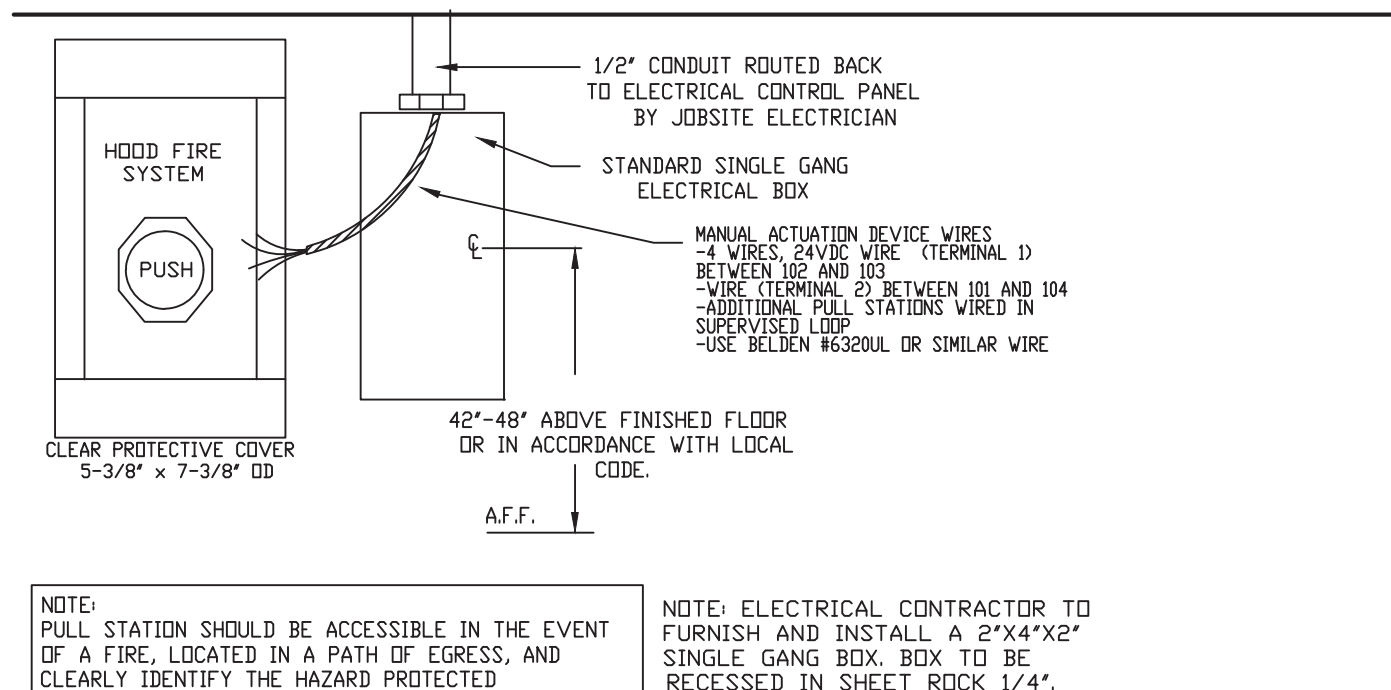 1/2" CONDUIT ROUTED BACK
TO ELECTRICAL CONTROL PANEL
BY JOBSITE ELECTRICIAN
HOOD FIRE
SYSTEM
PUSH
STANDARD SINGLE GANG
ELECTRICAL BOX
MANUAL ACTUATION DEVICE WIRES
-4 WIRES, 24VDC WIRE (TERMINAL 1)
BETWEEN 102 AND 103
-WIRE (TERMINAL 2) BETWEEN 101 AND 104
-ADDITIONAL PULL STATIONS WIRED IN
SUPERVISED LOOP
-USE BELDEN #6320UL OR SIMILAR WIRE
℄
42"-48" ABOVE FINISHED FLOOR
OR IN ACCORDANCE WITH LOCAL
CODE.
CLEAR PROTECTIVE COVER
5-3/8" x 7-3/8" OD
A.F.F.
NOTE:
PULL STATION SHOULD BE ACCESSIBLE IN THE EVENT
OF A FIRE, LOCATED IN A PATH OF EGRESS, AND
CLEARLY IDENTIFY THE HAZARD PROTECTED
NOTE: ELECTRICAL CONTRACTOR TO
FURNISH AND INSTALL A 2"X4"X2"
SINGLE GANG BOX. BOX TO BE
RECESSED IN SHEET ROCK 1/4".